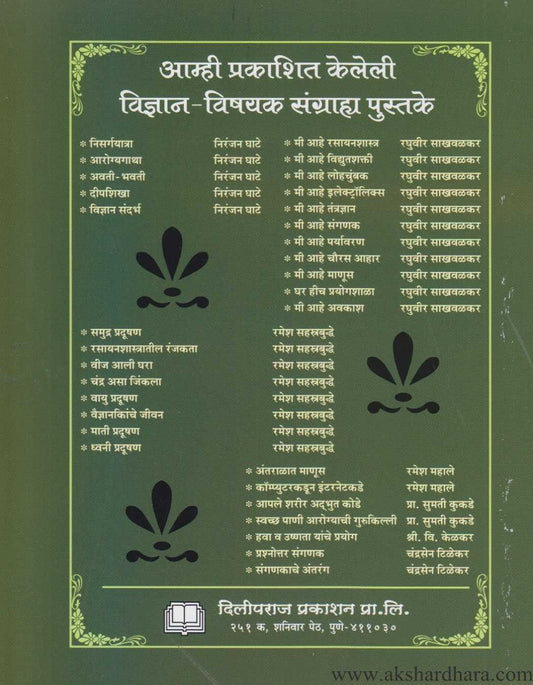 आम्ही प्रकाशित केलेली
विज्ञान-विषयक संग्राह्य पुस्तके
* निसर्गयात्रा निरंजन घाटे
* आरोग्यगाथा निरंजन घाटे
* अवती-भवती निरंजन घाटे
* दीपशिखा निरंजन घाटे
* विज्ञान संदर्भ निरंजन घाटे
* मी आहे रसायनशास्त्र रघुवीर साखवळकर
* मी आहे विद्युतशक्ती रघुवीर साखवळकर
* मी आहे लोहचुंबक रघुवीर साखवळकर
* मी आहे इलेक्ट्रॉलिक्स रघुवीर साखवळकर
* मी आहे तंत्रज्ञान रघुवीर साखवळकर
* मी आहे संगणक रघुवीर साखवळकर
* मी आहे पर्यावरण रघुवीर साखवळकर
* मी आहे चौरस आहार रघुवीर साखवळकर
* मी आहे माणूस रघुवीर साखवळकर
* घर हीच प्रयोगशाळा रघुवीर साखवळकर
* मी आहे अवकाश रघुवीर साखवळकर
* समुद्र प्रदूषण रमेश सहस्रबुद्धे
* रसायनशास्त्रातील रंजकता रमेश सहस्रबुद्धे
* वीज आली घरा रमेश सहस्रबुद्धे
* चंद्र असा जिंकला रमेश सहस्रबुद्धे
* वायु प्रदूषण रमेश सहस्रबुद्धे
* वैज्ञानिकांचे जीवन रमेश सहस्रबुद्धे
* माती प्रदूषण रमेश सहस्रबुद्धे
* ध्वनी प्रदूषण रमेश सहस्रबुद्धे
* अंतराळात माणूस रमेश महाले
* कॉम्प्युटरकडून इंटरनेटकडे रमेश महाले
* आपले शरीर अद्‌भुत कोडे प्रा. सुमती कुकडे
* स्वच्छ पाणी आरोग्याची गुरुकिल्ली प्रा. सुमती कुकडे
* हवा व उष्णता यांचे प्रयोग श्री. वि. केळकर
* प्रश्नोत्तर संगणक चंद्रसेन टिळेकर
* संगणकाचे अंतरंग चंद्रसेन टिळेकर
दिलीपराज प्रकाशन प्रा.लि.
२५१ क, शनिवार पेठ, पुणे-४११०३०
www.akshardhara.com